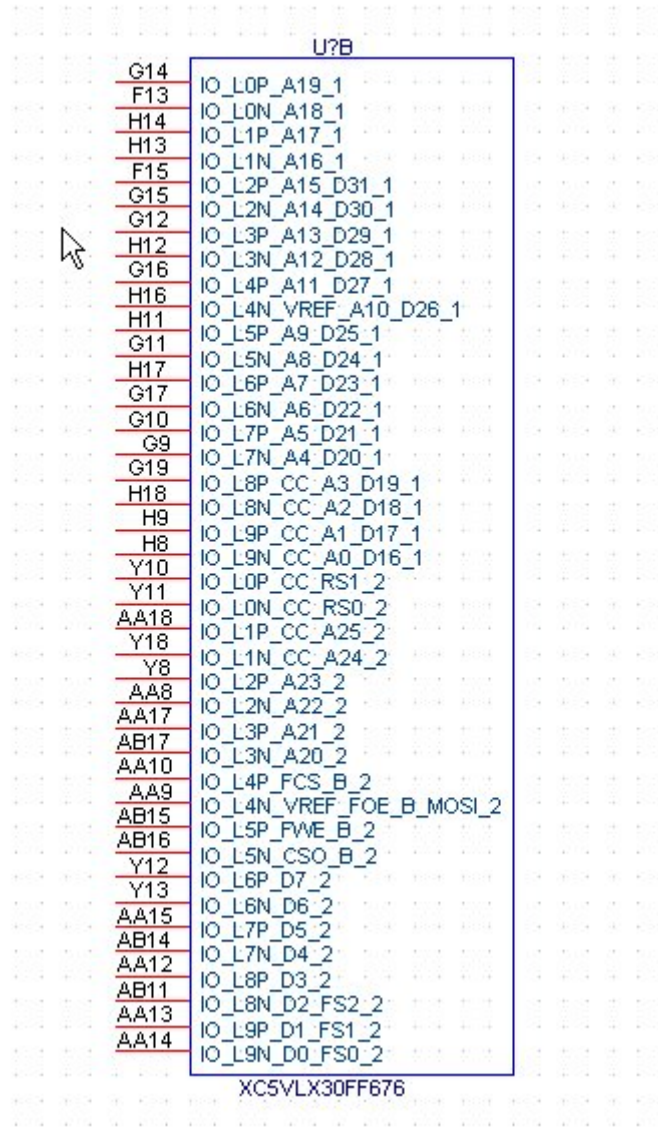 U?B
G14 IO_L0P_A19_1
F13 IO_L0N_A18_1
H14 IO_L1P_A17_1
H13 IO_L1N_A16_1
F15 IO_L2P_A15_D31_1
G15 IO_L2N_A14_D30_1
G12 IO_L3P_A13_D29_1
H12 IO_L3N_A12_D28_1
G16 IO_L4P_A11_D27_1
H16 IO_L4N_VREF_A10_D26_1
H11 IO_L5P_A9_D25_1
G11 IO_L5N_A8_D24_1
H17 IO_L6P_A7_D23_1
G17 IO_L6N_A6_D22_1
G10 IO_L7P_A5_D21_1
G9 IO_L7N_A4_D20_1
G19 IO_L8P_CC_A3_D19_1
H18 IO_L8N_CC_A2_D18_1
H9 IO_L9P_CC_A1_D17_1
H8 IO_L9N_CC_A0_D16_1
Y10 IO_L0P_CC_RS1_2
Y11 IO_L0N_CC_RS0_2
AA18 IO_L1P_CC_A25_2
Y18 IO_L1N_CC_A24_2
Y8 IO_L2P_A23_2
AA8 IO_L2N_A22_2
AA17 IO_L3P_A21_2
AB17 IO_L3N_A20_2
AA10 IO_L4P_FCS_B_2
AA9 IO_L4N_VREF_FOE_B_MOSI_2
AB15 IO_L5P_FWE_B_2
AB16 IO_L5N_CSO_B_2
Y12 IO_L6P_D7_2
Y13 IO_L6N_D6_2
AA15 IO_L7P_D5_2
AB14 IO_L7N_D4_2
AA12 IO_L8P_D3_2
AB11 IO_L8N_D2_FS2_2
AA13 IO_L9P_D1_FS1_2
AA14 IO_L9N_D0_FS0_2
XC5VLX30FF676